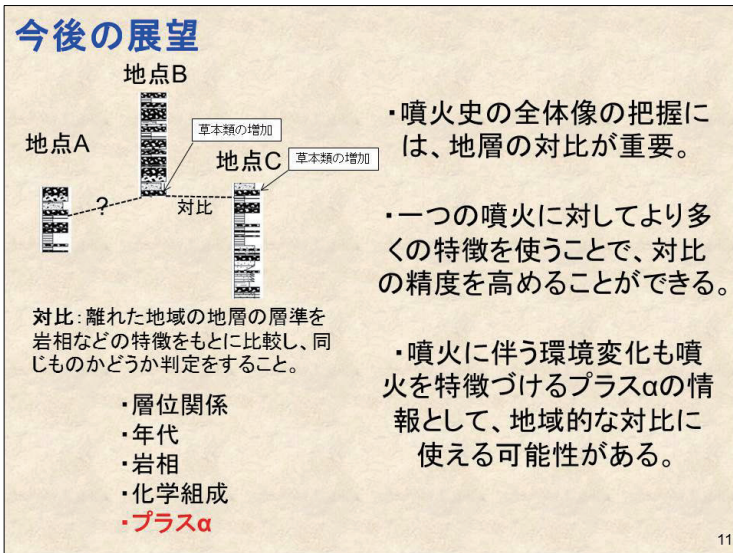 今後の展望
地点B
地点A
草本類の増加
地点C
草本類の増加
?
対比
対比：離れた地域の地層の層準を
岩相などの特徴をもとに比較し、同
じものかどうか判定をすること。
・層位関係
・年代
・岩相
・化学組成
・プラスα
・噴火史の全体像の把握に
は、地層の対比が重要。
・一つの噴火に対してより多
くの特徴を使うことで、対比
の精度を高めることができる。
・噴火に伴う環境変化も噴
火を特徴づけるプラスαの情
報として、地域的な対比に
使える可能性がある。
11